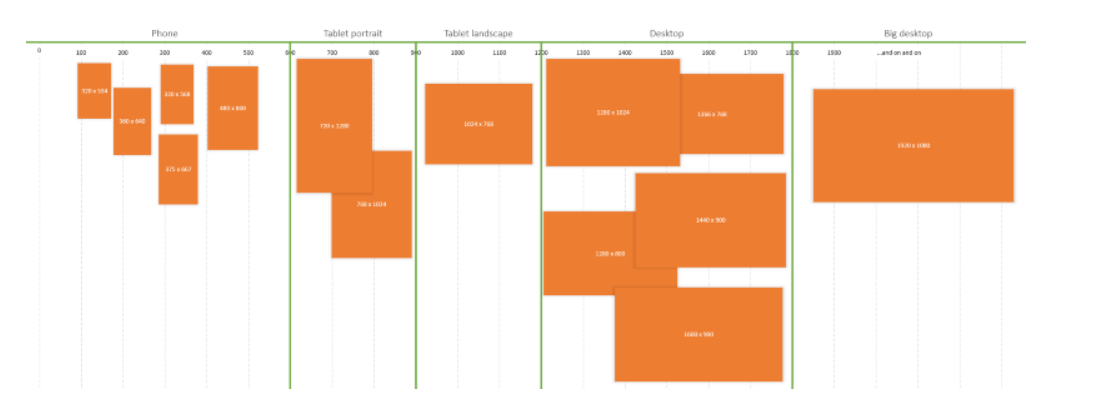 Phone
Tablet portrait
Tablet landscape
Desktop
Big desktop
0 100 200 300 400 500 600 700 800 900 1000 1100 1200 1300 1400 1500 1600 1700 1800 1900 ...and on and on
320 x 568
360 x 640
375 x 667
480 x 800
720 x 1280
768 x 1024
1024 x 768
1280 x 1024
1366 x 768
1440 x 900
1280 x 800
1600 x 900
1920 x 1080